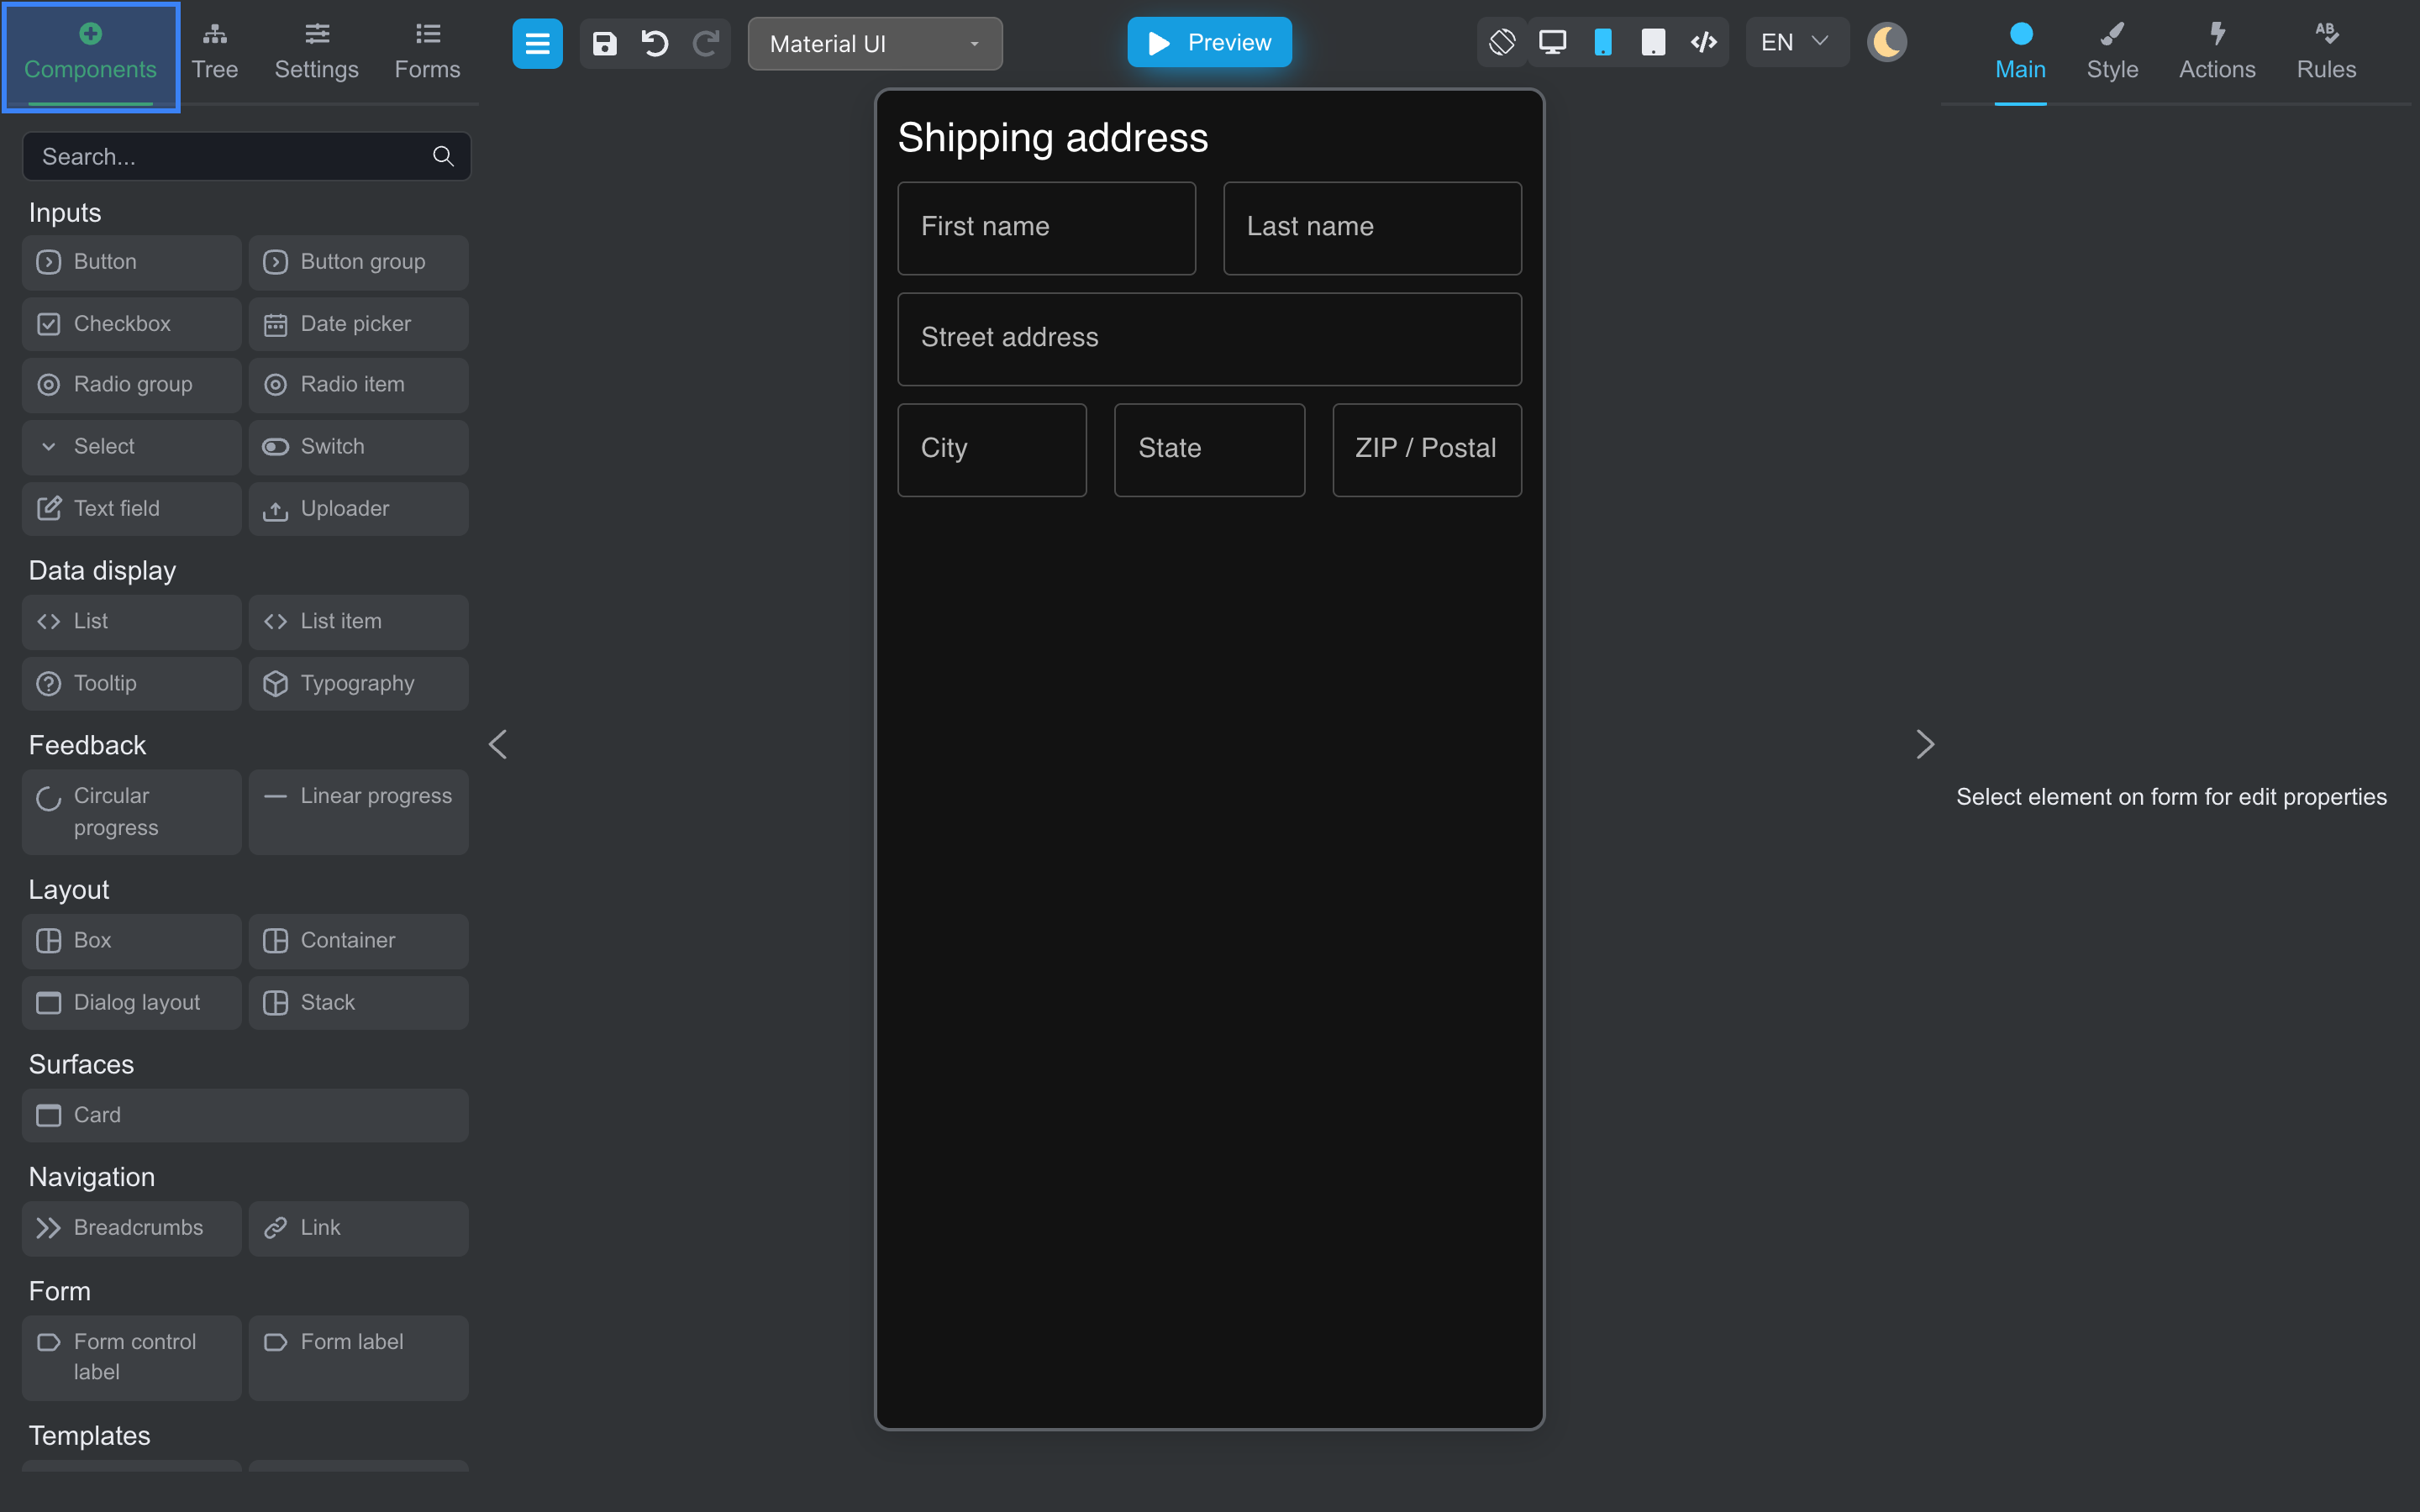 Components
Tree
Settings
Forms
Material UI
Preview
EN
Main
Style
Actions
AB
Rules
Search...
Inputs
Button
Button group
Checkbox
Date picker
Radio group
Radio item
Select
Switch
Text field
Uploader
Data display
List
List item
Tooltip
Typography
Feedback
Circular
progress
Linear progress
Layout
Box
Container
Dialog layout
Stack
Surfaces
Card
Navigation
Breadcrumbs
Link
Form
Form control
label
Form label
Templates
Shipping address
First name
Last name
Street address
City
State
ZIP / Postal
Select element on form for edit properties